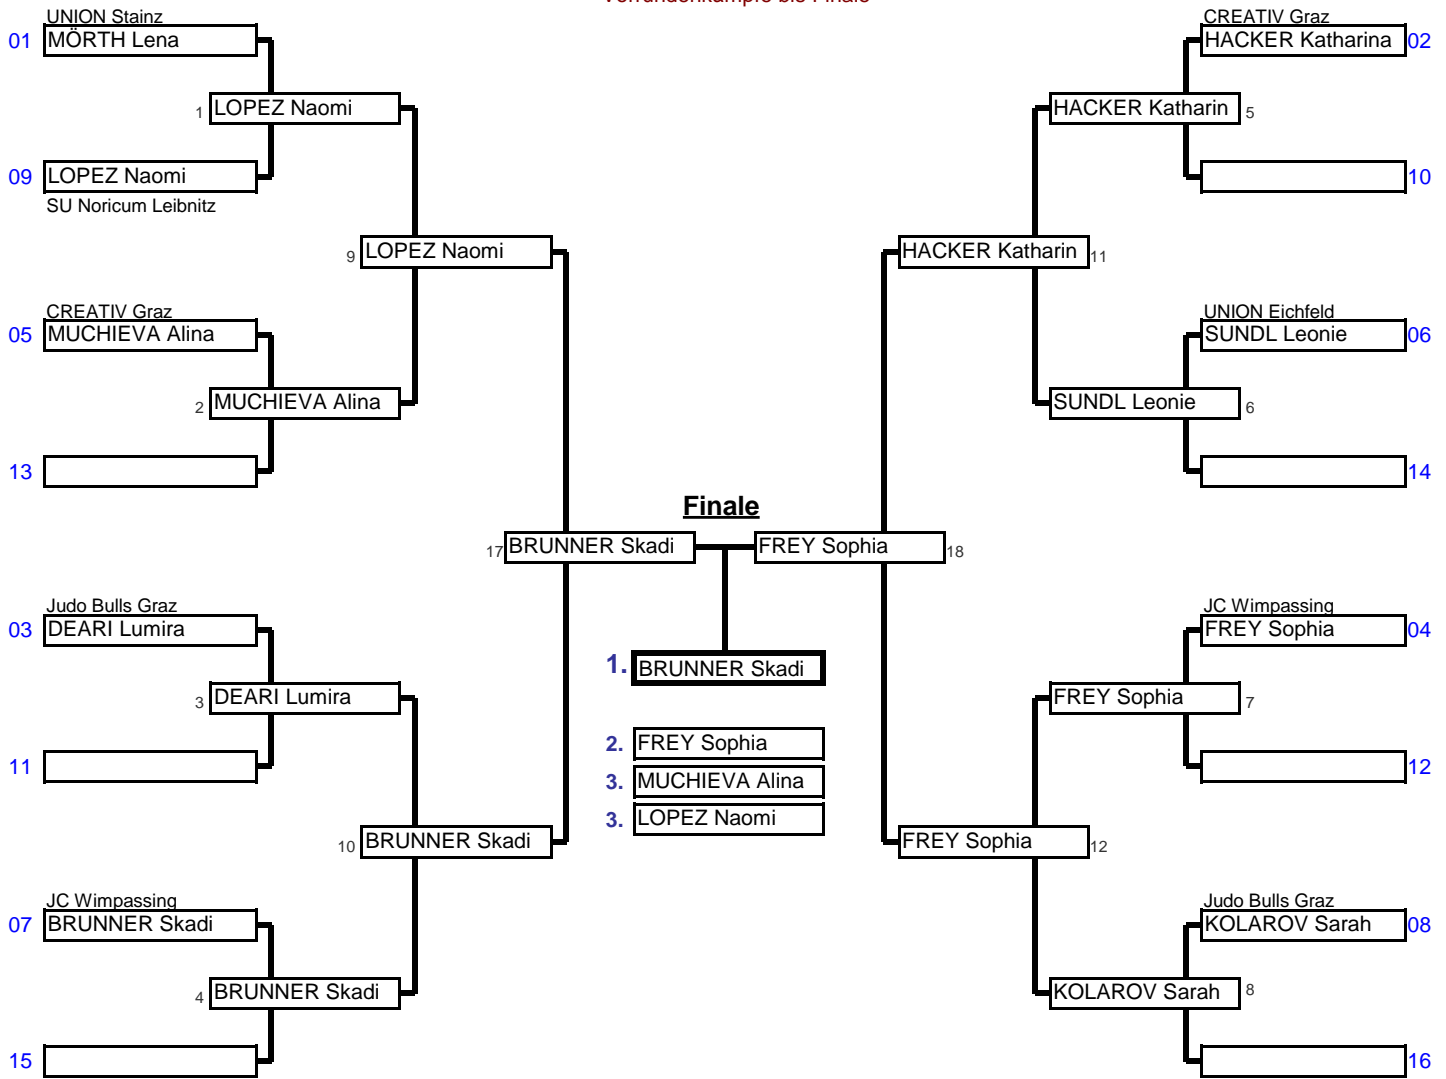 Vorrundenkämpfe bis Finale
UNION Stainz
01 MÖRTH Lena
1 LOPEZ Naomi
09 LOPEZ Naomi
SU Noricum Leibnitz
9 LOPEZ Naomi
CREATIV Graz
05 MUCHIEVA Alina
2 MUCHIEVA Alina
13
17 BRUNNER Skadi
Judo Bulls Graz
03 DEARI Lumira
3 DEARI Lumira
11
10 BRUNNER Skadi
JC Wimpassing
07 BRUNNER Skadi
4 BRUNNER Skadi
15
Finale
1. BRUNNER Skadi
2. FREY Sophia
3. MUCHIEVA Alina
3. LOPEZ Naomi
CREATIV Graz
HACKER Katharina 02
HACKER Katharin 5
10
HACKER Katharin 11
UNION Eichfeld
SUNDL Leonie 06
SUNDL Leonie 6
14
FREY Sophia 18
JC Wimpassing
FREY Sophia 04
FREY Sophia 7
12
FREY Sophia 12
Judo Bulls Graz
KOLAROV Sarah 08
KOLAROV Sarah 8
16